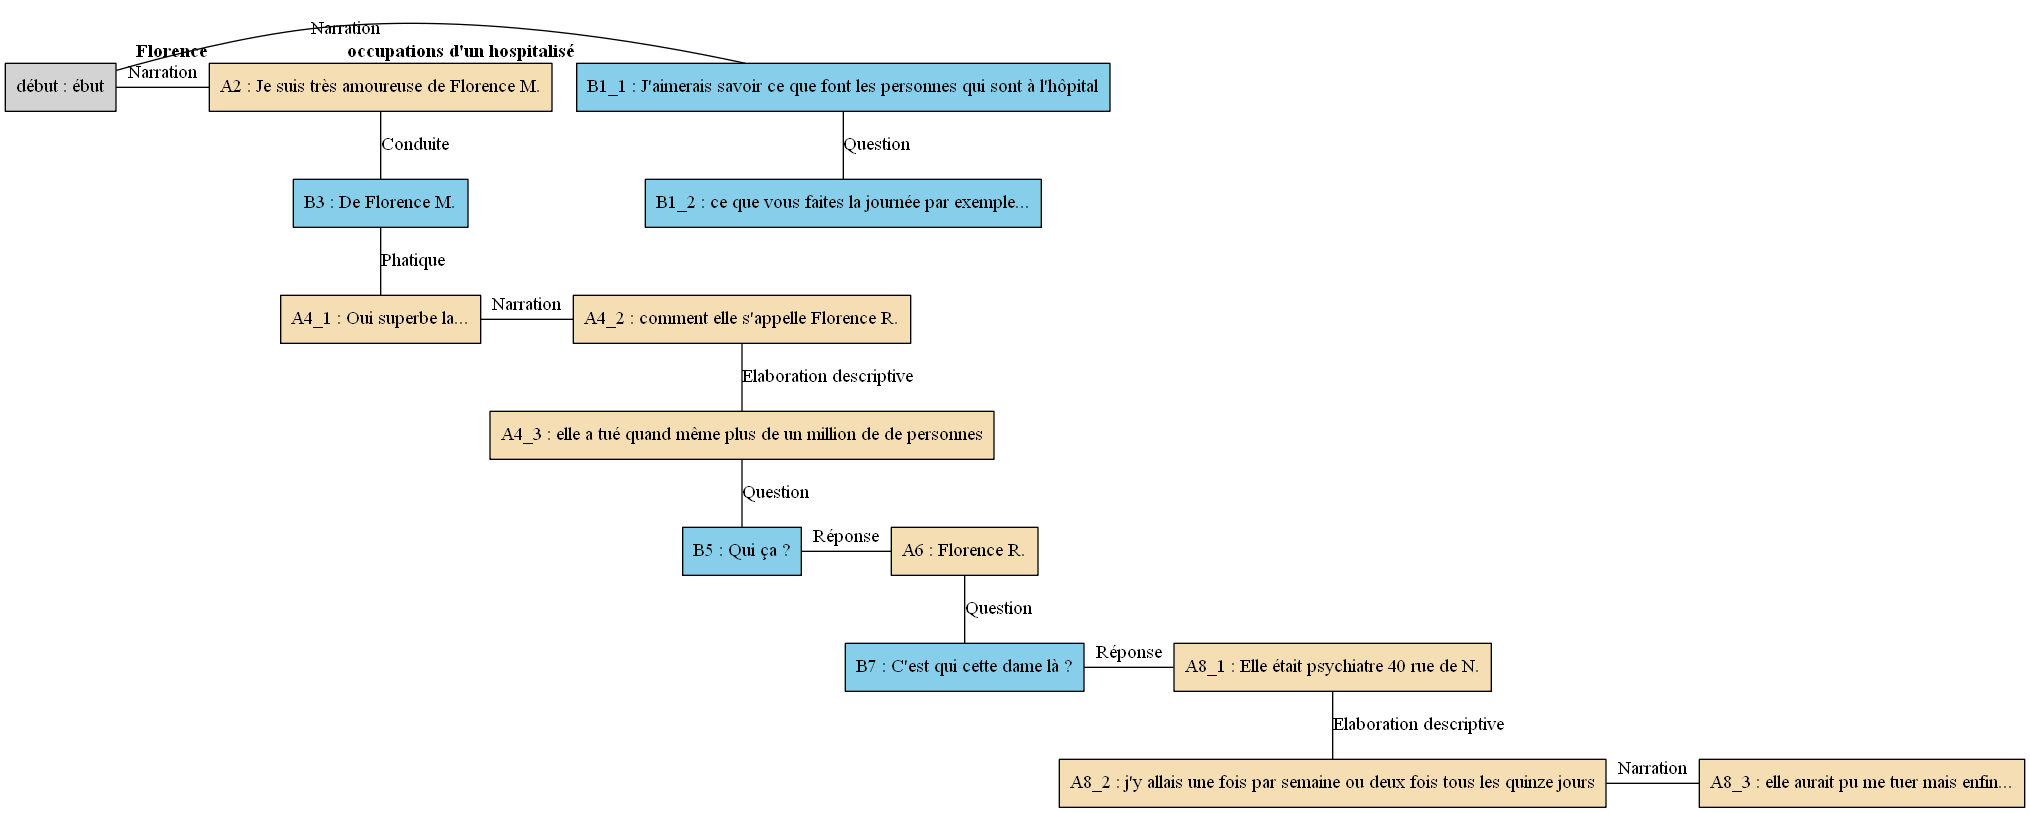 Narration
Florence
occupations d'un hospitalisé
Narration
début : ébut
A2 : Je suis très amoureuse de Florence M.
B1_1 : J'aimerais savoir ce que font les personnes qui sont à l'hôpital
Conduite
Question
B3 : De Florence M.
B1_2 : ce que vous faites la journée par exemple...
Phatique
A4_1 : Oui superbe la...
Narration
A4_2 : comment elle s'appelle Florence R.
Elaboration descriptive
A4_3 : elle a tué quand même plus de un million de de personnes
Question
B5 : Qui ça ?
Réponse
A6 : Florence R.
Question
B7 : C'est qui cette dame là ?
Réponse
A8_1 : Elle était psychiatre 40 rue de N.
Elaboration descriptive
A8_2 : j'y allais une fois par semaine ou deux fois tous les quinze jours
Narration
A8_3 : elle aurait pu me tuer mais enfin...